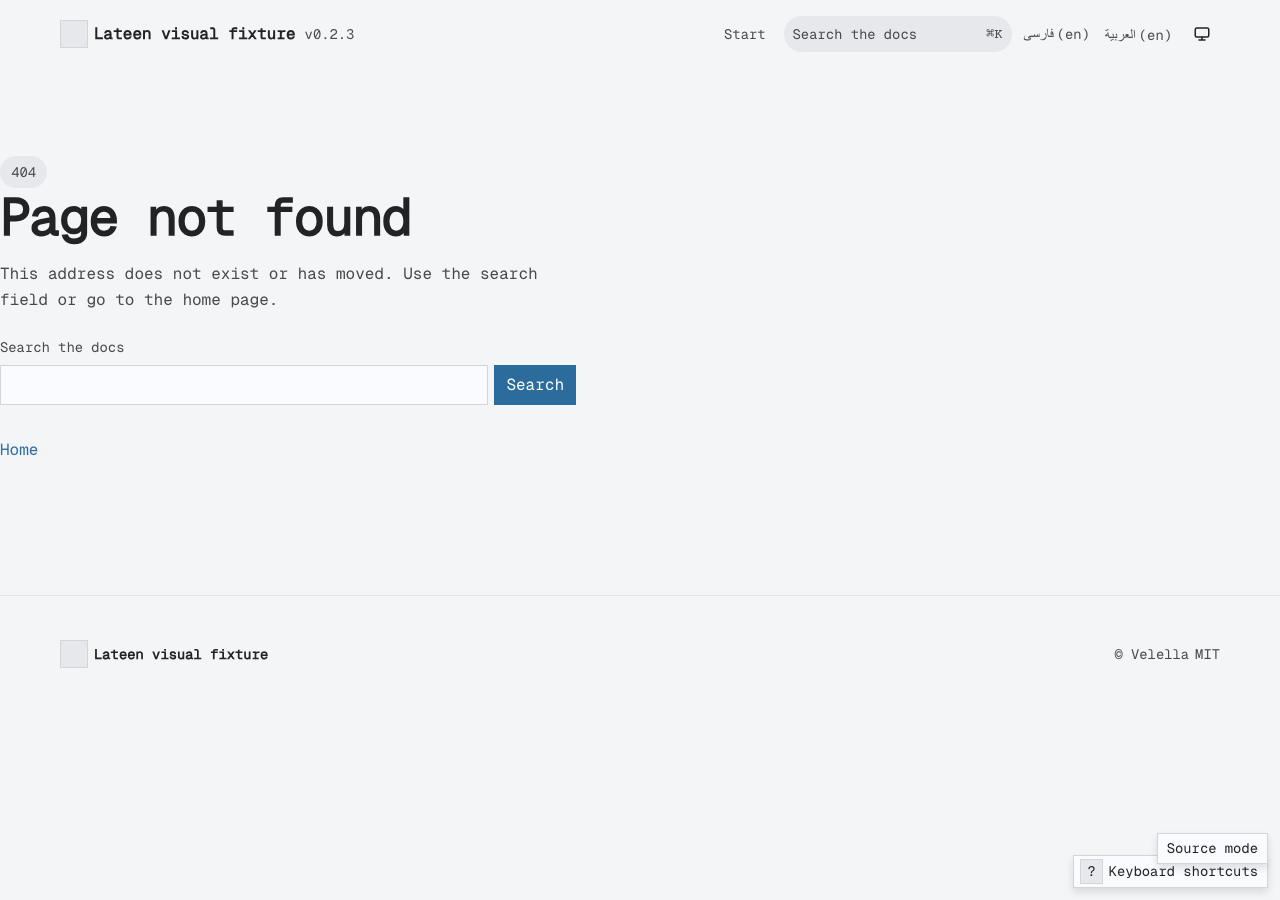 Lateen visual fixture v0.2.3
Start
Search the docs ⌘K
فارسی (en)
العربية (en)
404
Page not found
This address does not exist or has moved. Use the search
field or go to the home page.
Search the docs
Search
Home
Lateen visual fixture
© Velella MIT
Source mode
? Keyboard shortcuts